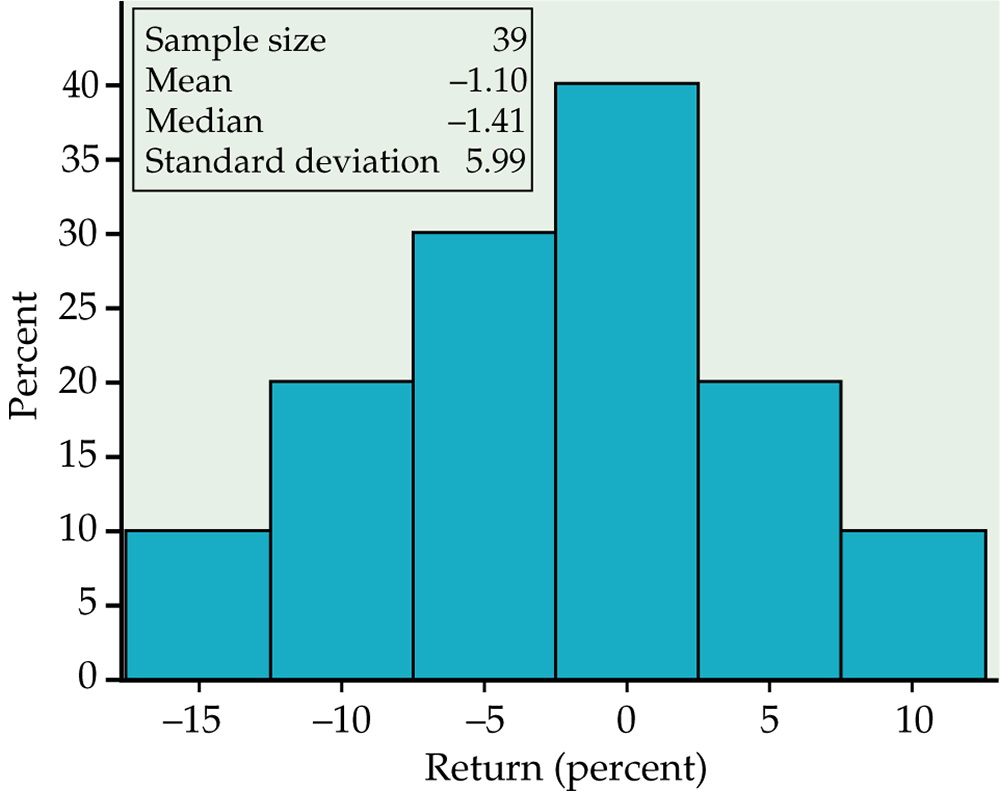 Sample size 39
Mean –1.10
Median –1.41
Standard deviation 5.99
Percent
40
35
30
25
20
15
10
5
0
–15 –10 –5 0 5 10
Return (percent)